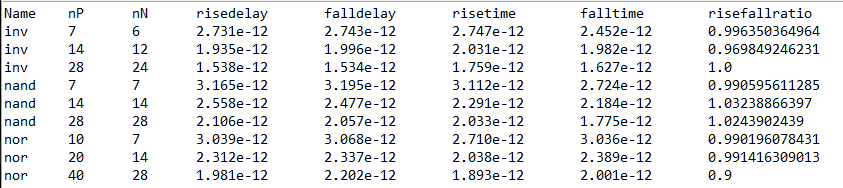 Name nP nN risedelay falldelay risetime falltime risefallratio
inv 7 6 2.731e-12 2.743e-12 2.747e-12 2.452e-12 0.996350364964
inv 14 12 1.935e-12 1.996e-12 2.031e-12 1.982e-12 0.969849246231
inv 28 24 1.538e-12 1.534e-12 1.759e-12 1.627e-12 1.0
nand 7 7 3.165e-12 3.195e-12 3.112e-12 2.724e-12 0.990595611285
nand 14 14 2.558e-12 2.477e-12 2.291e-12 2.184e-12 1.03238866397
nand 28 28 2.106e-12 2.057e-12 2.033e-12 1.775e-12 1.0243902439
nor 10 7 3.039e-12 3.068e-12 2.710e-12 3.036e-12 0.990196078431
nor 20 14 2.312e-12 2.337e-12 2.038e-12 2.389e-12 0.991416309013
nor 40 28 1.981e-12 2.202e-12 1.893e-12 2.001e-12 0.9